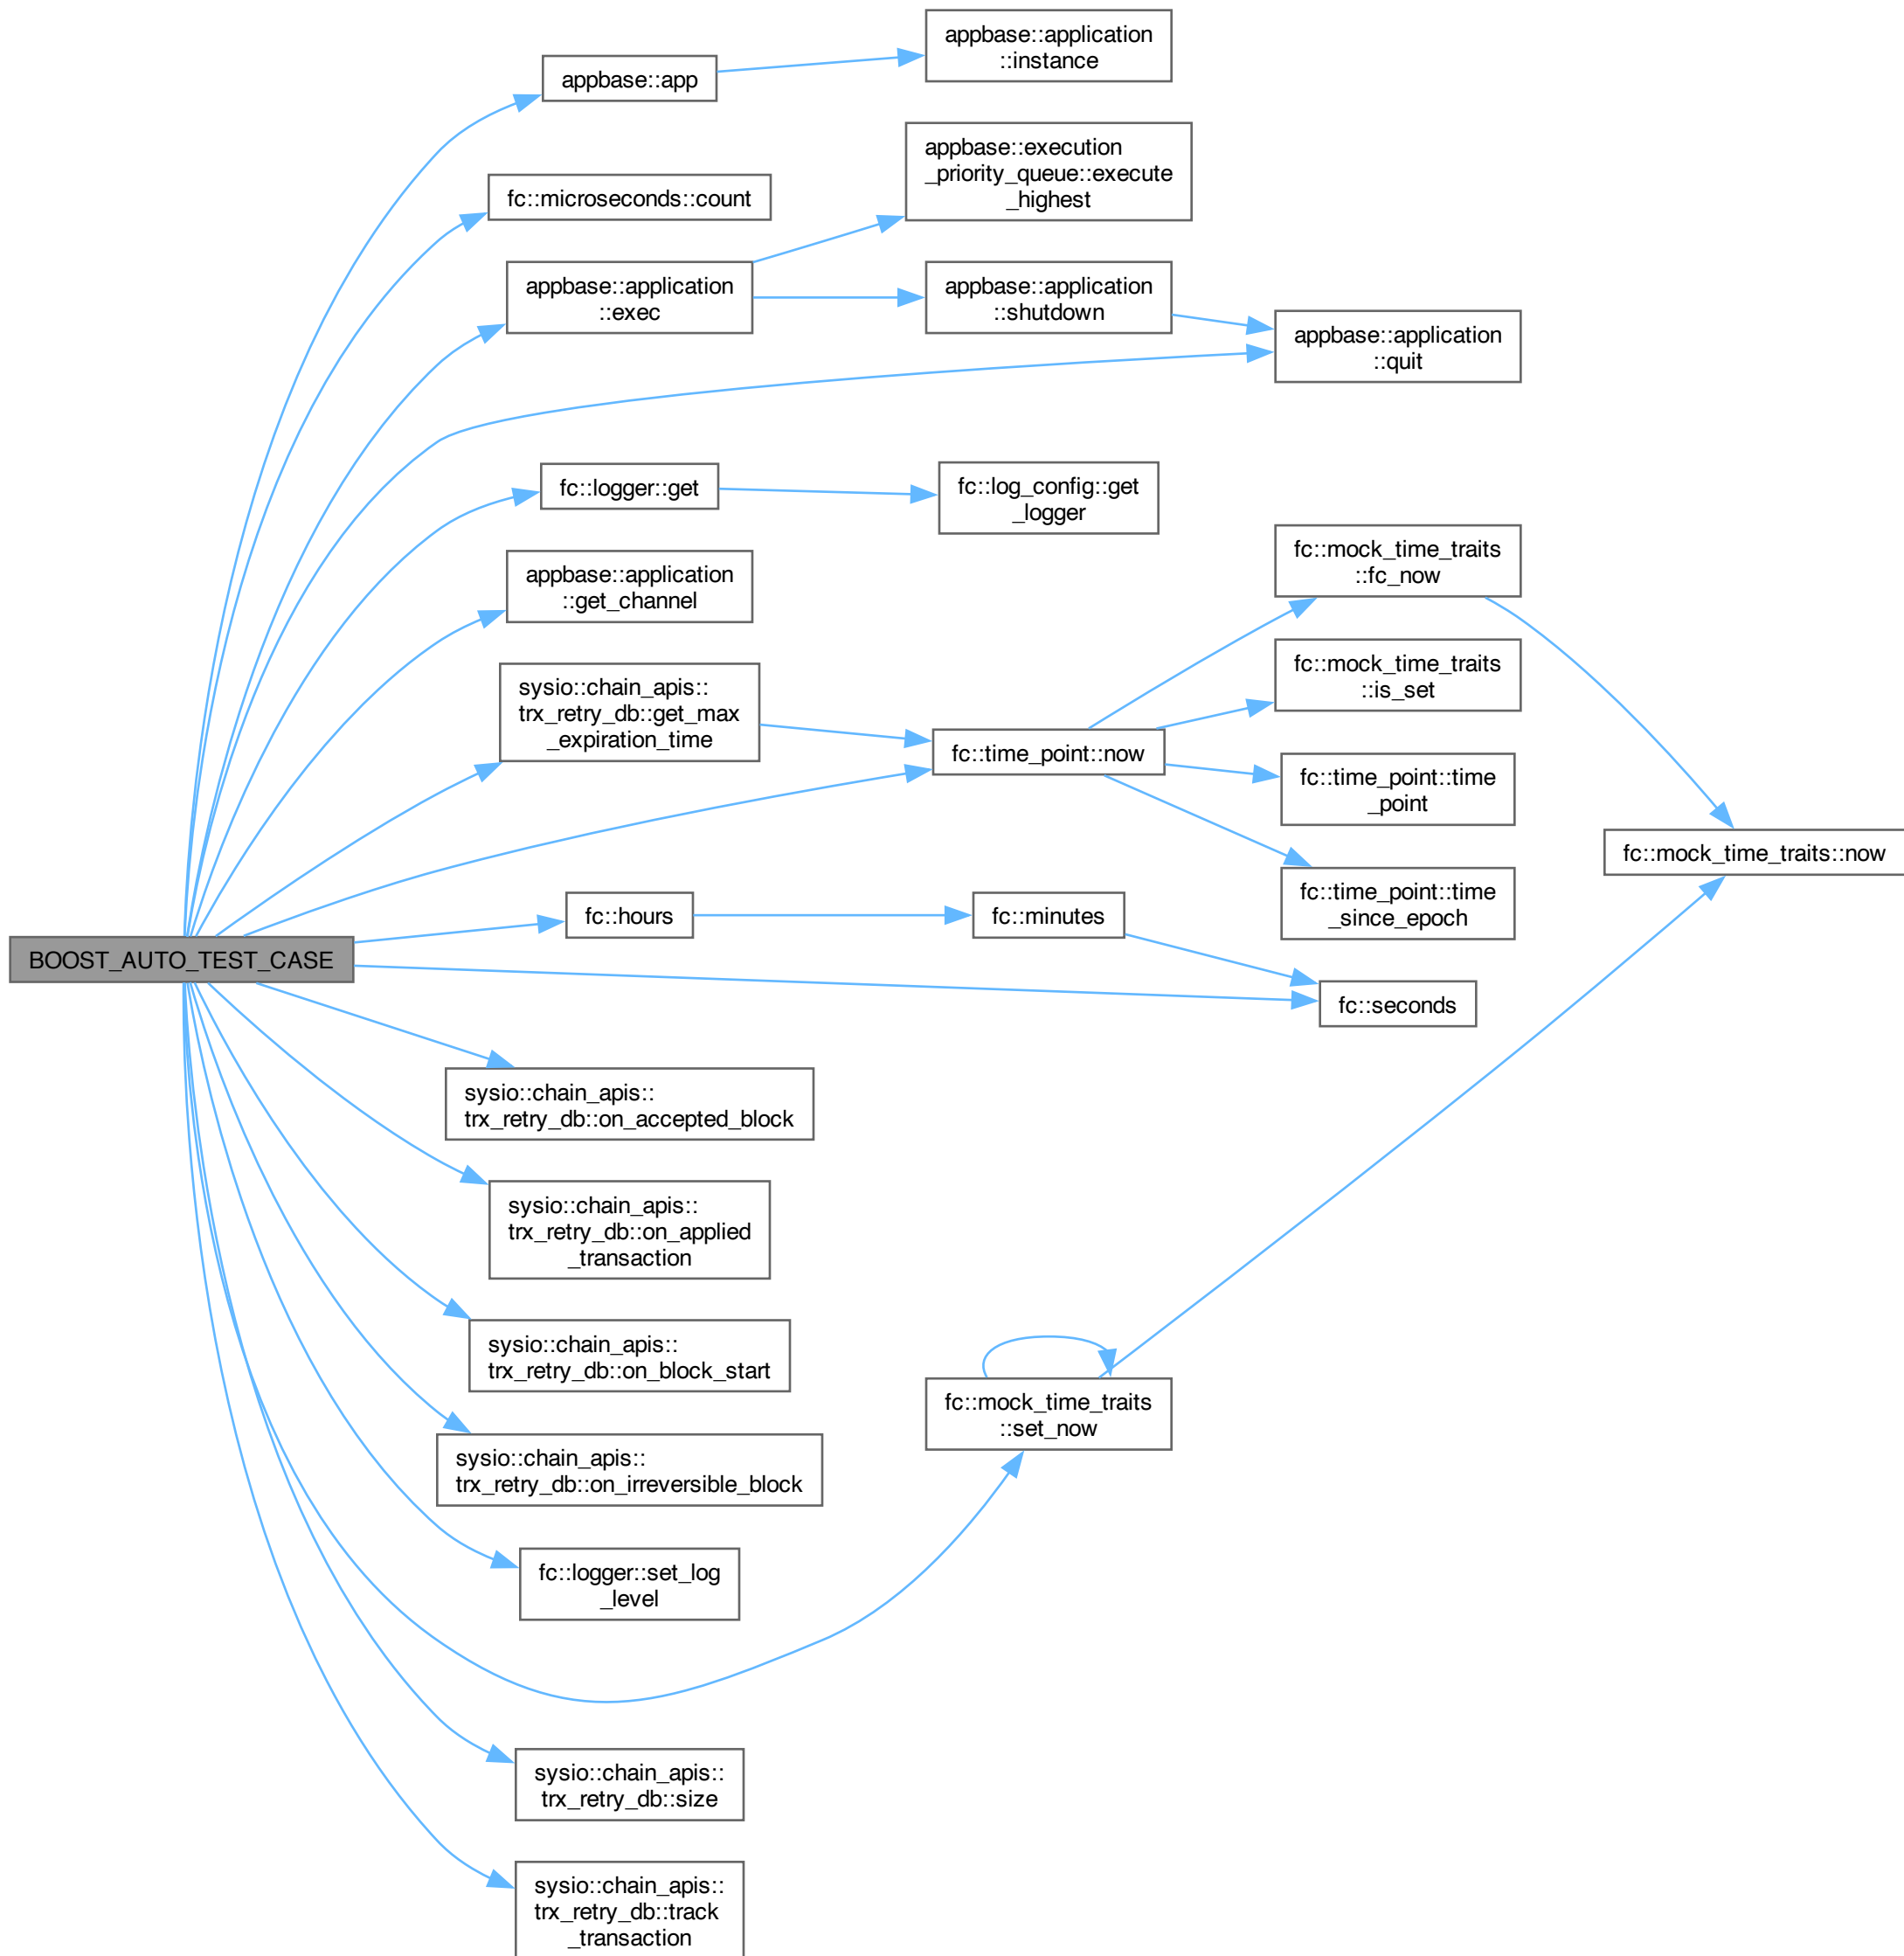 appbase::application
::instance
appbase::app
appbase::execution
_priority_queue::execute
_highest
fc::microseconds::count
appbase::application
::exec
appbase::application
::shutdown
appbase::application
::quit
fc::logger::get
fc::log_config::get
_logger
fc::mock_time_traits
::fc_now
appbase::application
::get_channel
fc::mock_time_traits
::is_set
sysio::chain_apis::
trx_retry_db::get_max
_expiration_time
fc::time_point::now
fc::time_point::time
_point
fc::mock_time_traits::now
fc::time_point::time
_since_epoch
fc::hours
fc::minutes
BOOST_AUTO_TEST_CASE
fc::seconds
sysio::chain_apis::
trx_retry_db::on_accepted_block
sysio::chain_apis::
trx_retry_db::on_applied
_transaction
sysio::chain_apis::
trx_retry_db::on_block_start
fc::mock_time_traits
::set_now
sysio::chain_apis::
trx_retry_db::on_irreversible_block
fc::logger::set_log
_level
sysio::chain_apis::
trx_retry_db::size
sysio::chain_apis::
trx_retry_db::track
_transaction